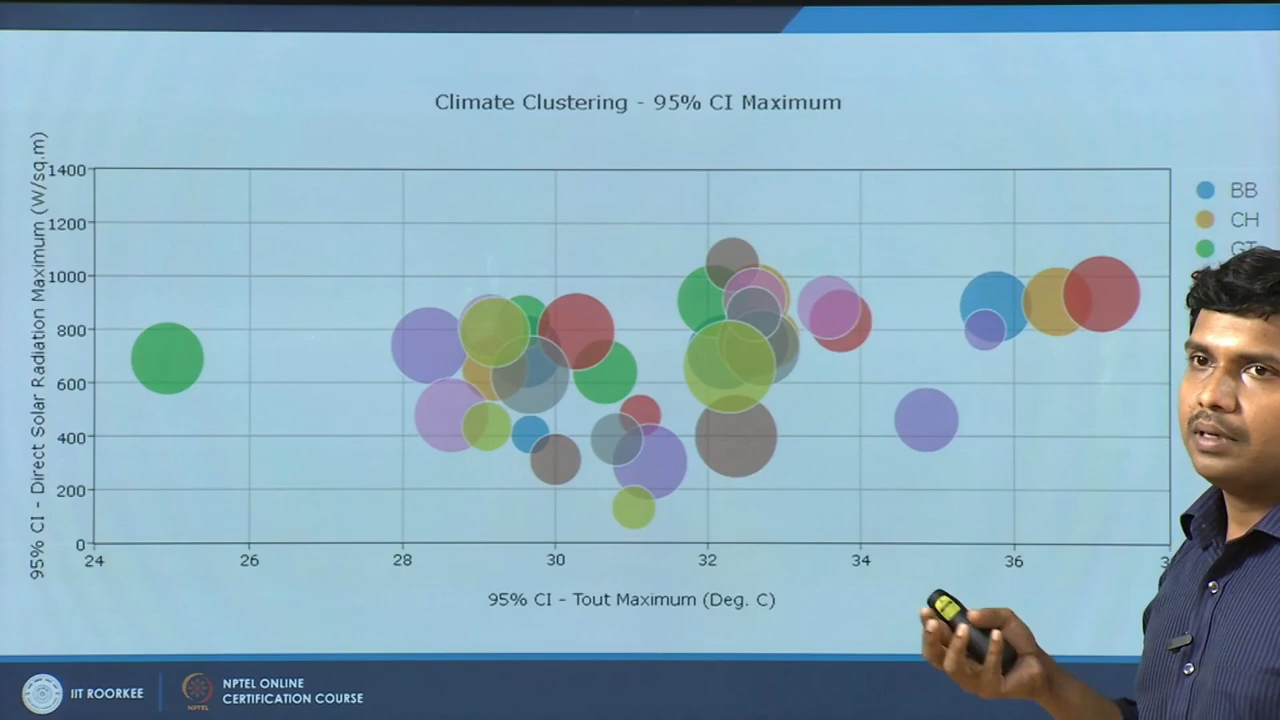 Climate Clustering - 95% CI Maximum
95% CI - Direct Solar Radiation Maximum (W/sq.m)
1400
1200
1000
800
600
400
200
0
24
26
28
30
32
34
36
95% CI - Tout Maximum (Deg. C)
BB
CH
GT
IIT ROORKEE
NPTEL
NPTEL ONLINE
CERTIFICATION COURSE